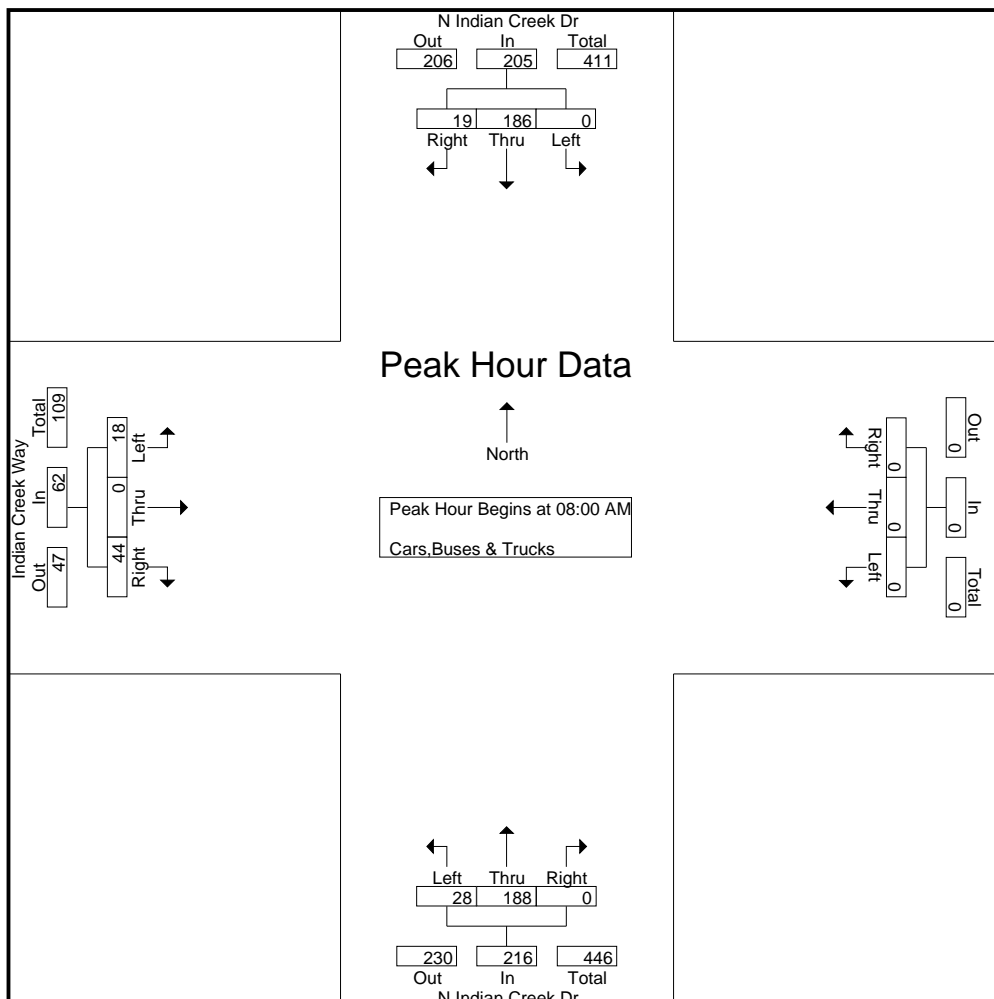 N Indian Creek Dr
Out In Total
206 205 411
19 186 0
Right Thru Left
Peak Hour Data
North
Peak Hour Begins at 08:00 AM
Cars,Buses & Trucks
Indian Creek Way
Out In Total
47 62 109
18 0 44
Left Thru Right
Out In Total
0 0 0
0 0 0
Right Thru Left
Left Thru Right
28 188 0
230 216 446
Out In Total
N Indian Creek Dr